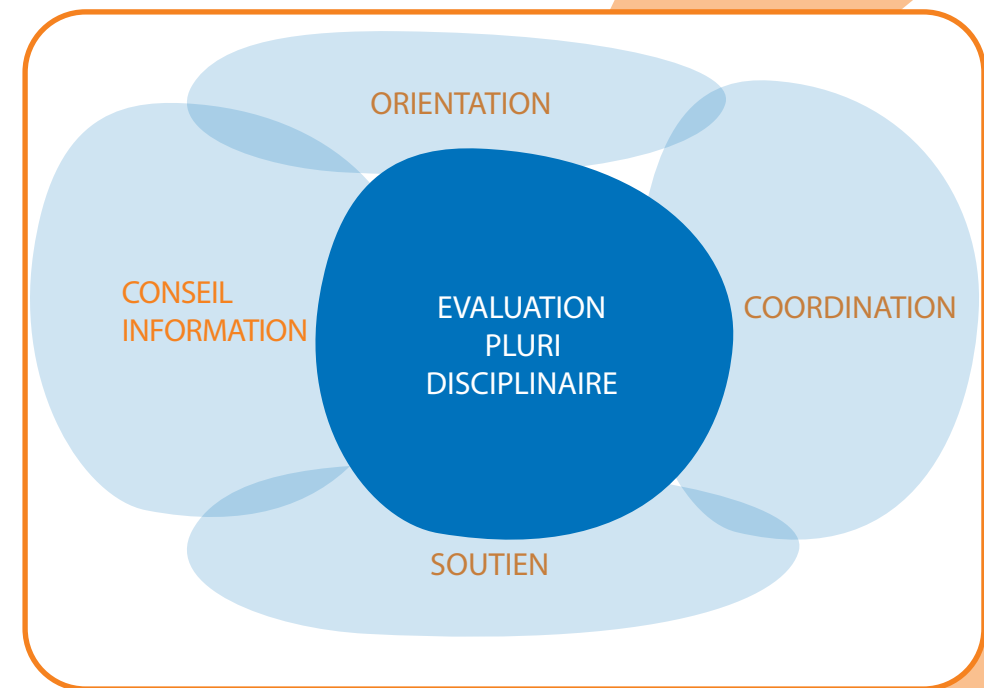 ORIENTATION
CONSEIL
INFORMATION
EVALUATION
PLURI
DISCIPLINAIRE
COORDINATION
SOUTIEN